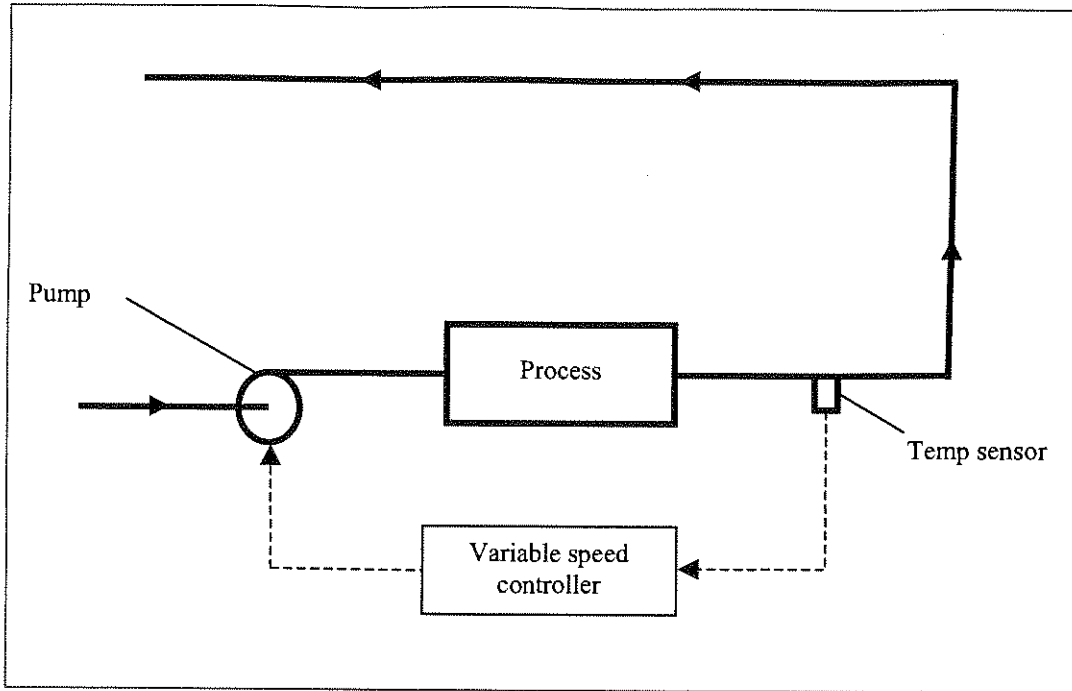 Pump
Process
Temp sensor
Variable speed
controller